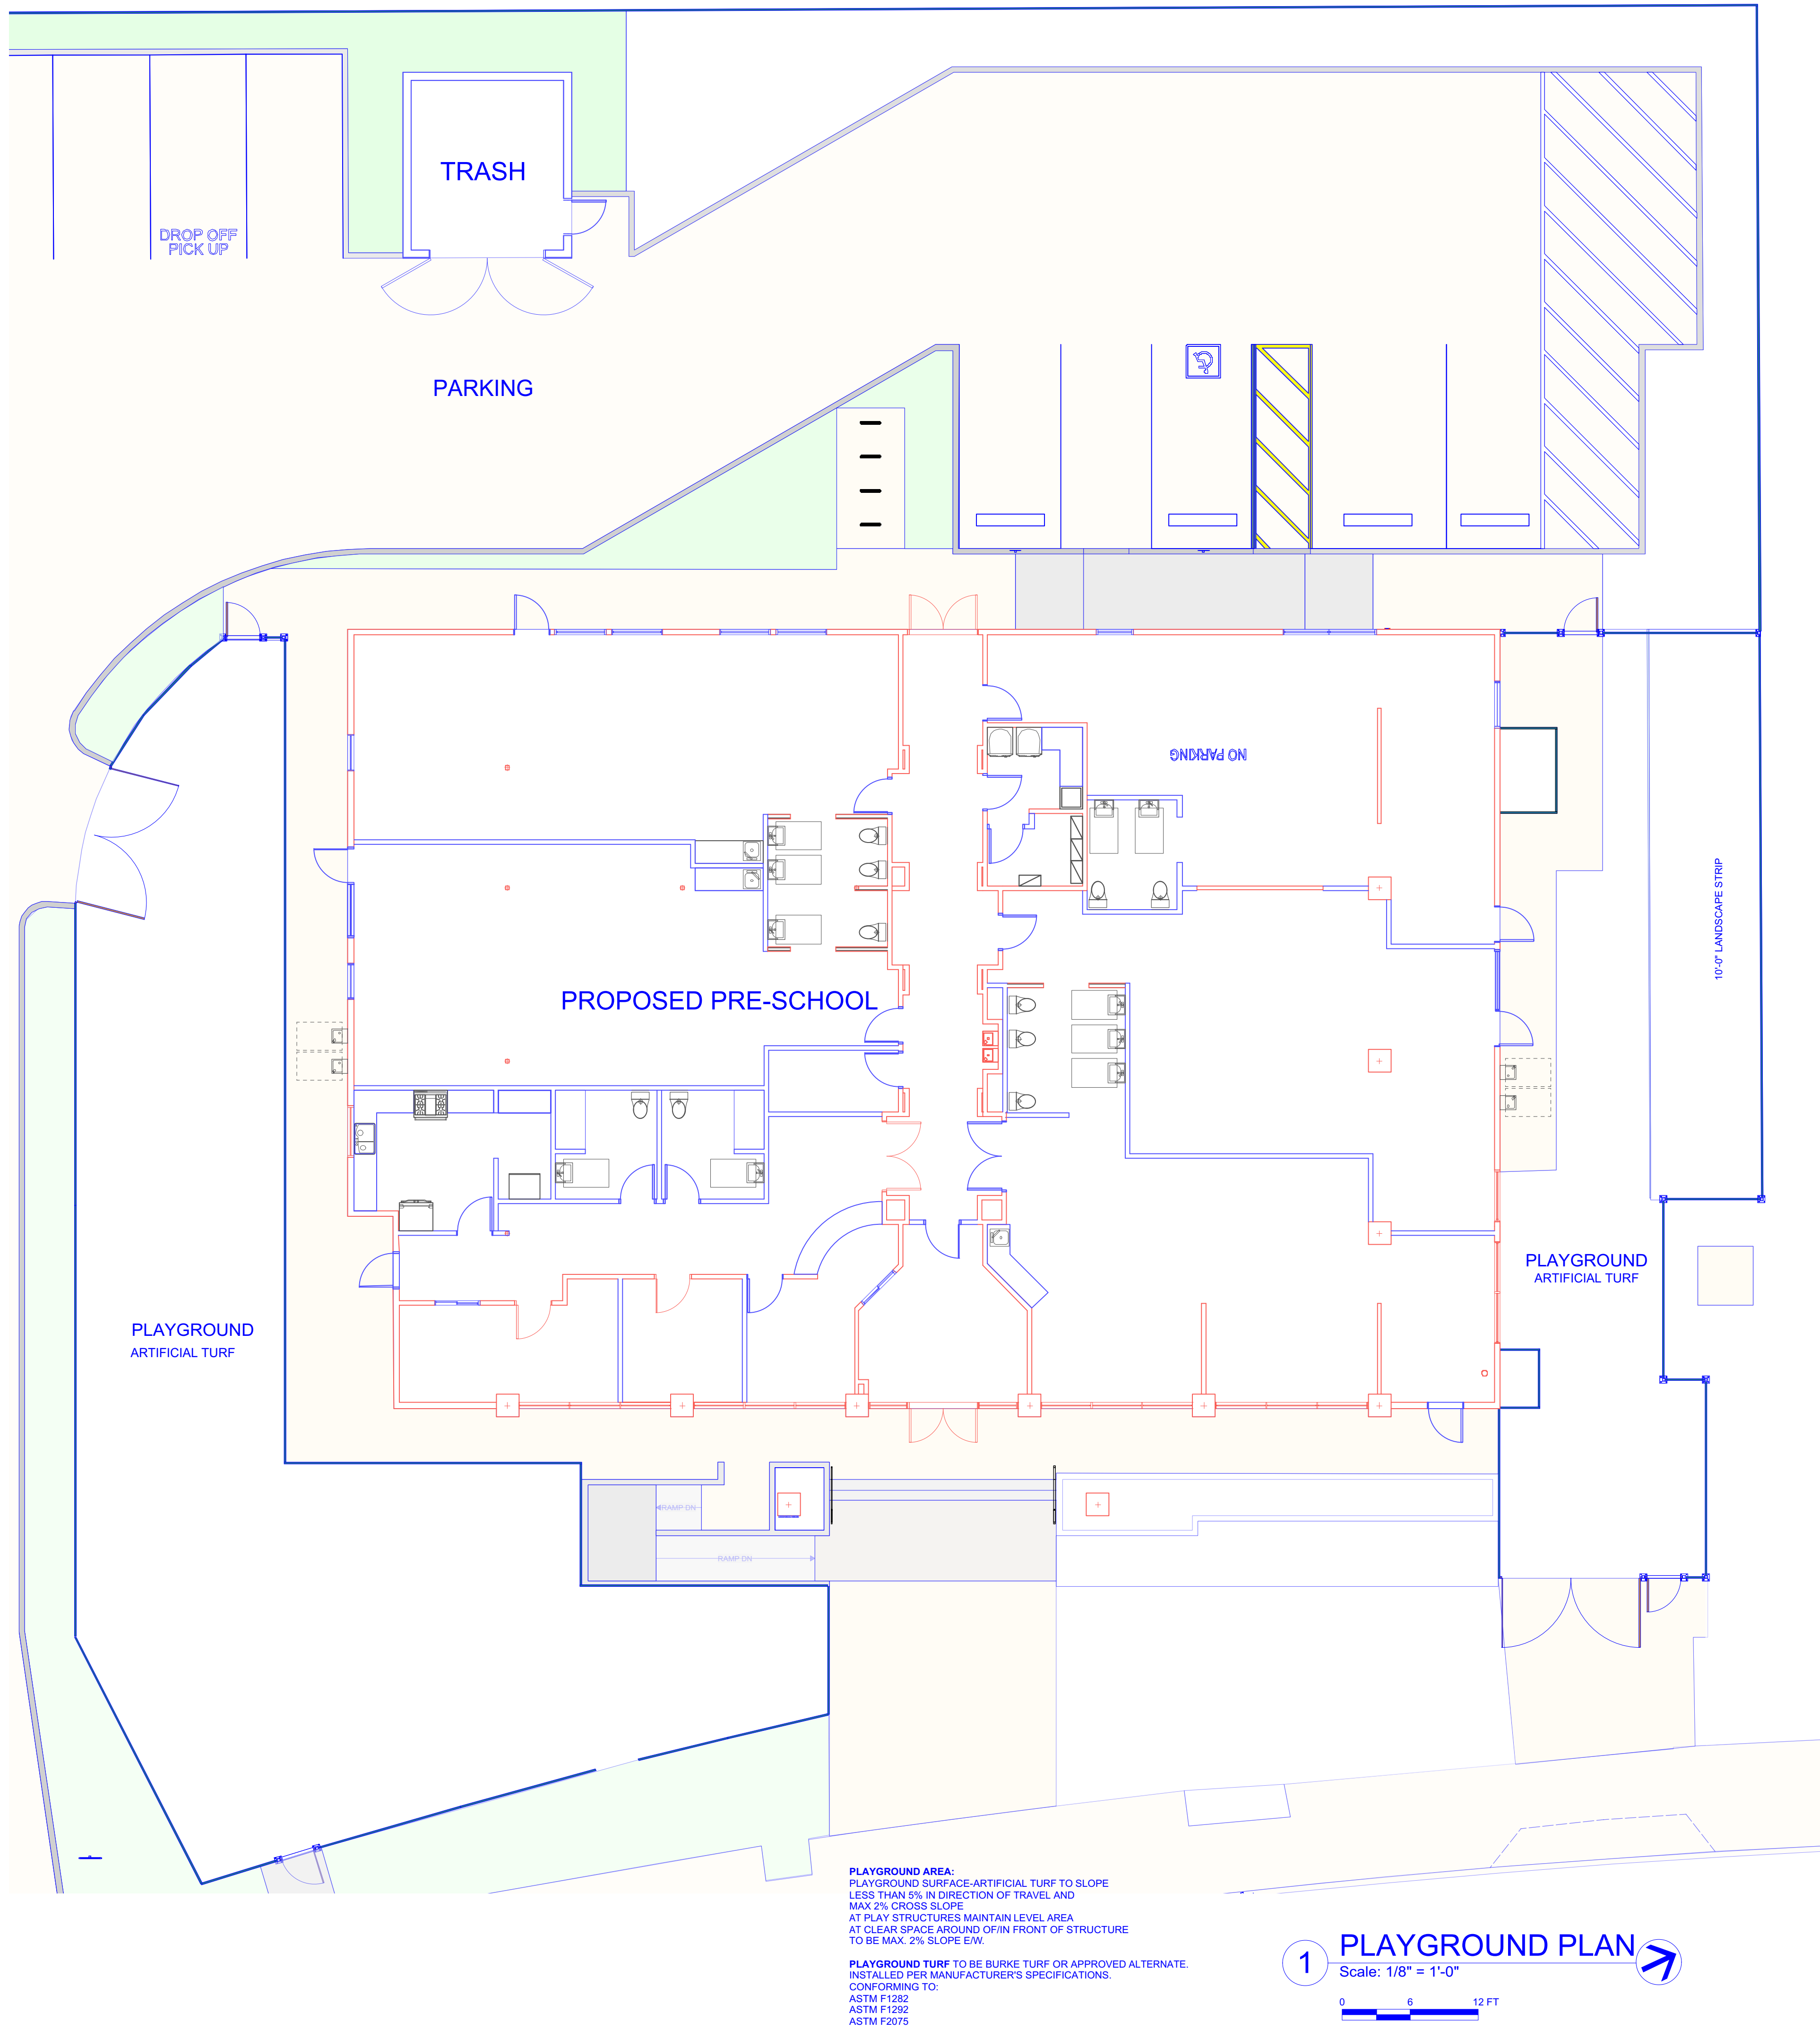 TRASH
DROP OFF
PICK UP
PARKING
NO PARKING
10'-0" LANDSCAPE STRIP
PROPOSED PRE-SCHOOL
PLAYGROUND
ARTIFICIAL TURF
PLAYGROUND
ARTIFICIAL TURF
RAMP DN
RAMP DN
PLAYGROUND AREA:
PLAYGROUND SURFACE-ARTIFICIAL TURF TO SLOPE
LESS THAN 5% IN DIRECTION OF TRAVEL AND
MAX 2% CROSS SLOPE
AT PLAY STRUCTURES MAINTAIN LEVEL AREA
AT CLEAR SPACE AROUND OF/IN FRONT OF STRUCTURE
TO BE MAX. 2% SLOPE E/W.
PLAYGROUND TURF TO BE BURKE TURF OR APPROVED ALTERNATE.
INSTALLED PER MANUFACTURER'S SPECIFICATIONS.
CONFORMING TO:
ASTM F1282
ASTM F1292
ASTM F2075
1
PLAYGROUND PLAN
Scale: 1/8" = 1'-0"
0 6 12 FT